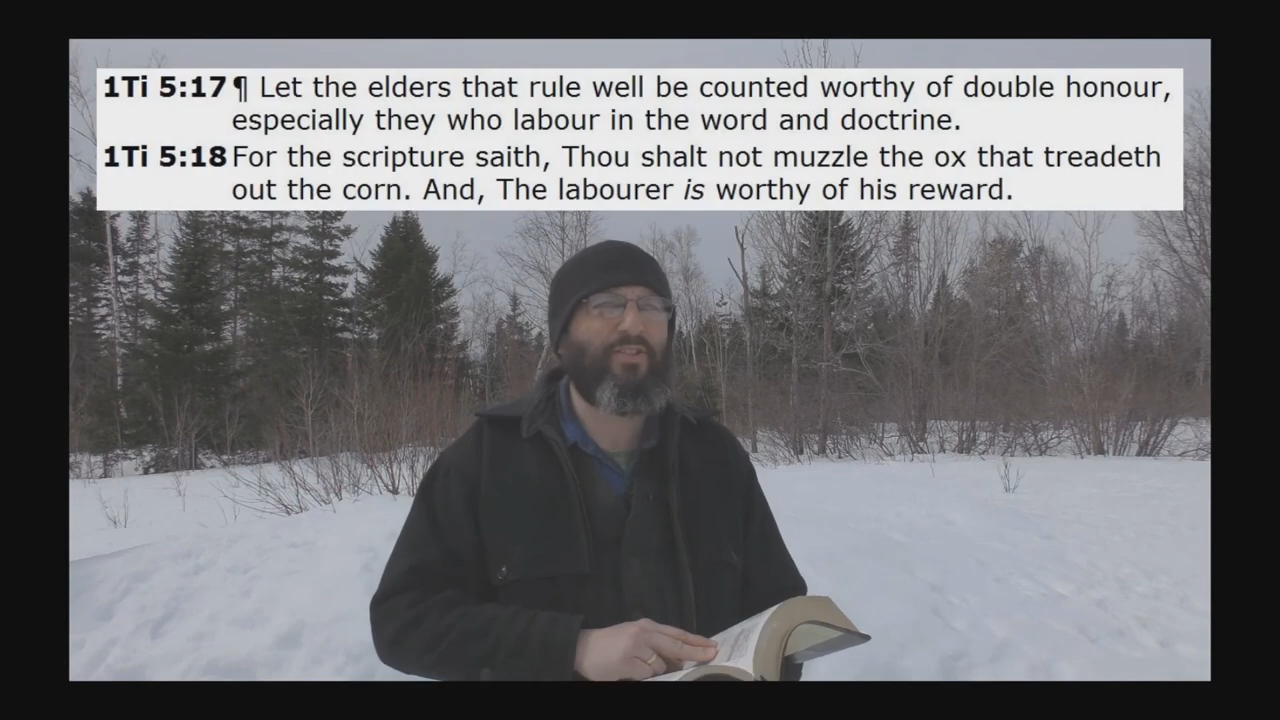 1Ti 5:17 ¶ Let the elders that rule well be counted worthy of double honour,
especially they who labour in the word and doctrine.
1Ti 5:18 For the scripture saith, Thou shalt not muzzle the ox that treadeth
out the corn. And, The labourer is worthy of his reward.